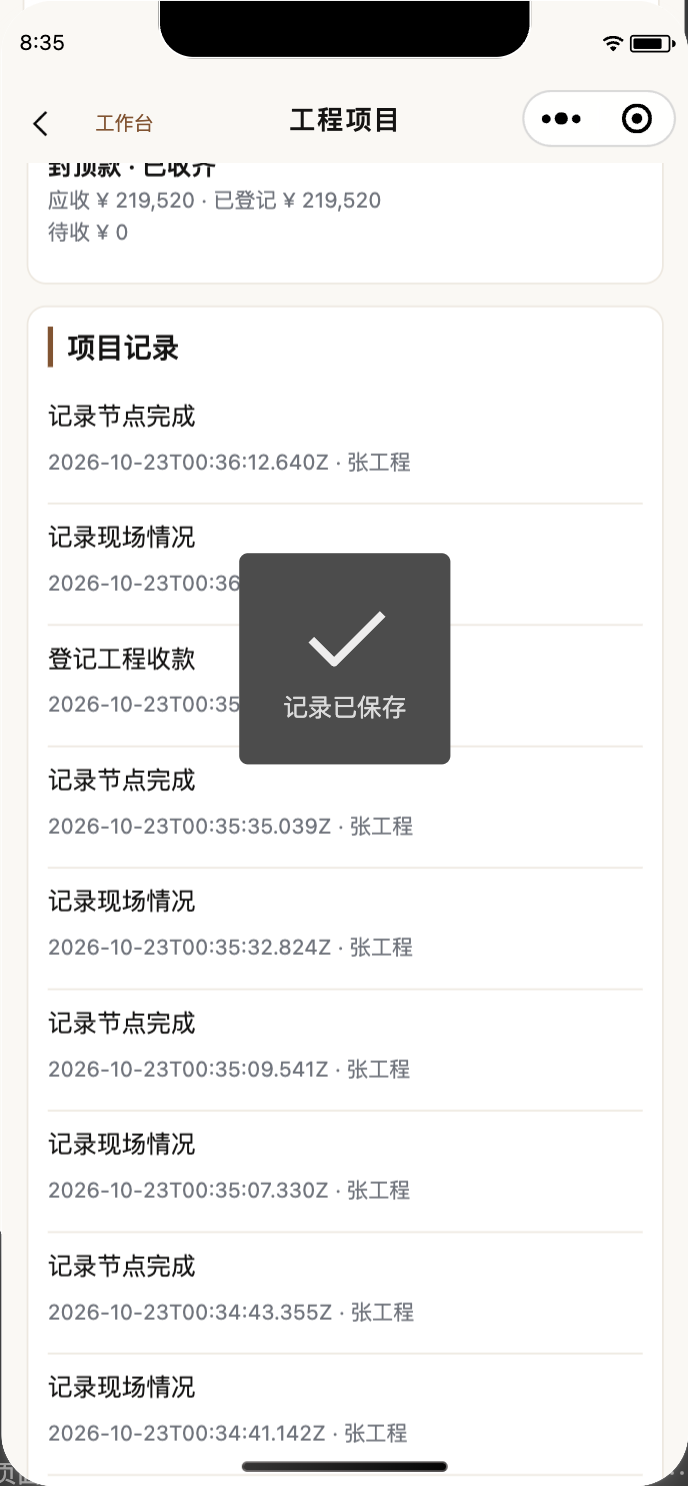 8:35
工作台
工程项目
封顶款 · 已收齐
应收 ¥ 219,520 · 已登记 ¥ 219,520
待收 ¥ 0
项目记录
记录节点完成
2026-10-23T00:36:12.640Z · 张工程
记录现场情况
2026-10-23T00:36
登记工程收款
2026-10-23T00:35
记录已保存
记录节点完成
2026-10-23T00:35:35.039Z · 张工程
记录现场情况
2026-10-23T00:35:32.824Z · 张工程
记录节点完成
2026-10-23T00:35:09.541Z · 张工程
记录现场情况
2026-10-23T00:35:07.330Z · 张工程
记录节点完成
2026-10-23T00:34:43.355Z · 张工程
记录现场情况
2026-10-23T00:34:41.142Z · 张工程